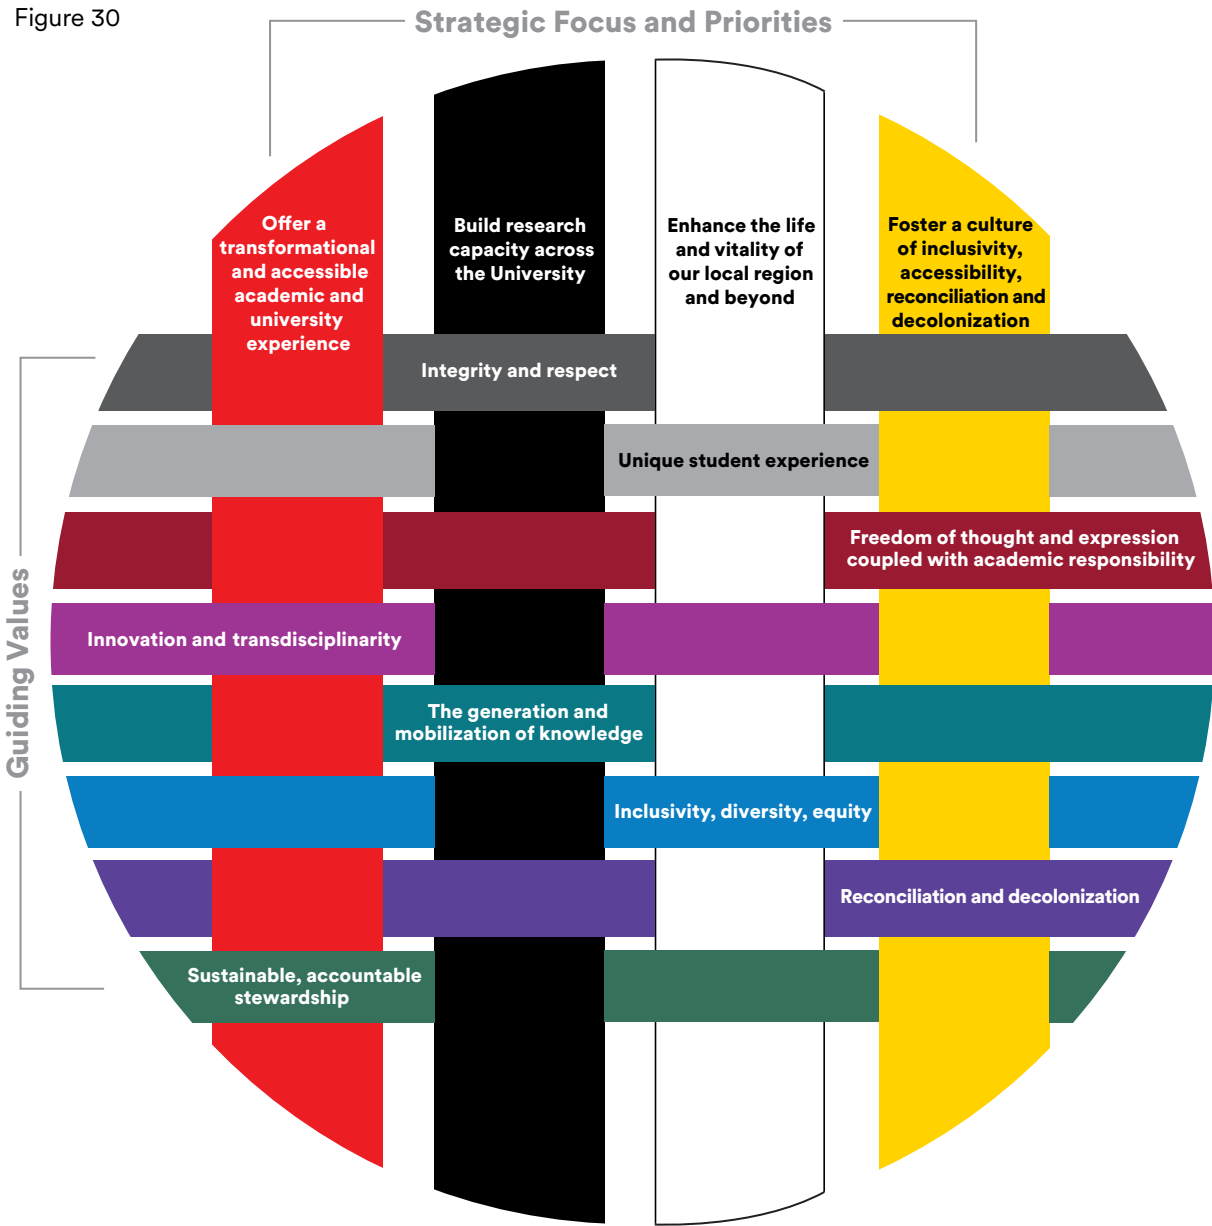 Figure 30
Strategic Focus and Priorities
Offer a
transformational
and accessible
academic and
university
experience
Build research
capacity across
the University
Enhance the life
and vitality of
our local region
and beyond
Foster a culture
of inclusivity,
accessibility,
reconciliation and
decolonization
Guiding Values
Integrity and respect
Unique student experience
Freedom of thought and expression
coupled with academic responsibility
Innovation and transdisciplinarity
The generation and
mobilization of knowledge
Inclusivity, diversity, equity
Reconciliation and decolonization
Sustainable, accountable
stewardship